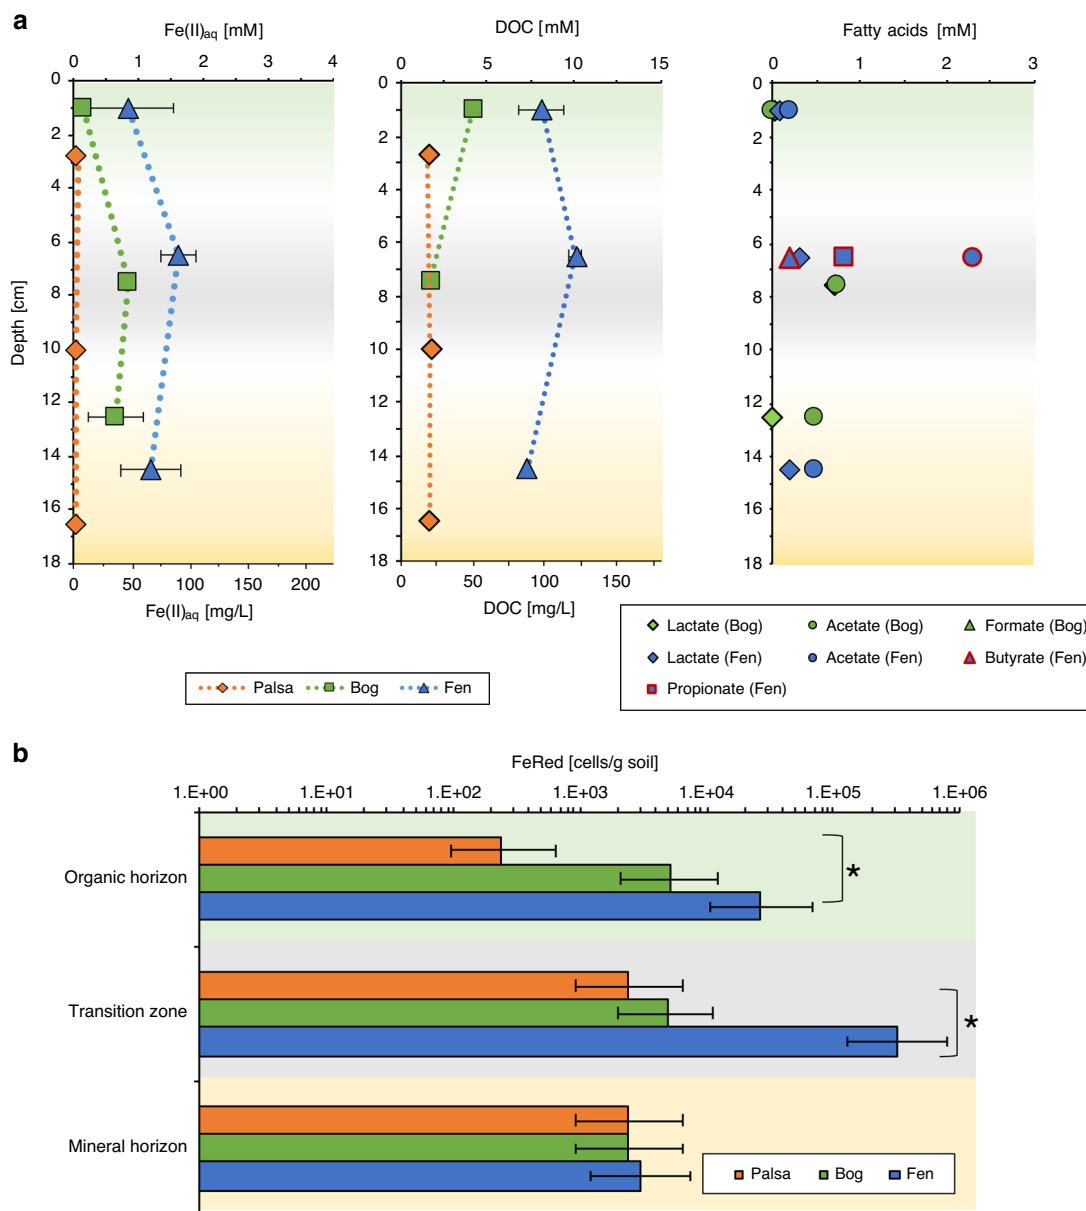 a
Fe(II)aq [mM]
DOC [mM]
Fatty acids [mM]
0 1 2 3 4
0 5 10 15
0 1 2 3
Depth [cm]
0
2
4
6
8
10
12
14
16
18
0
2
4
6
8
10
12
14
16
18
0
2
4
6
8
10
12
14
16
18
0 50 100 150 200
Fe(II)aq [mg/L]
0 50 100 150
DOC [mg/L]
Palsa Bog Fen
Lactate (Bog) Acetate (Bog) Formate (Bog)
Lactate (Fen) Acetate (Fen) Butyrate (Fen)
Propionate (Fen)
b
FeRed [cells/g soil]
1.E+00 1.E+01 1.E+02 1.E+03 1.E+04 1.E+05 1.E+06
Organic horizon
*
Transition zone
*
Mineral horizon
Palsa Bog Fen